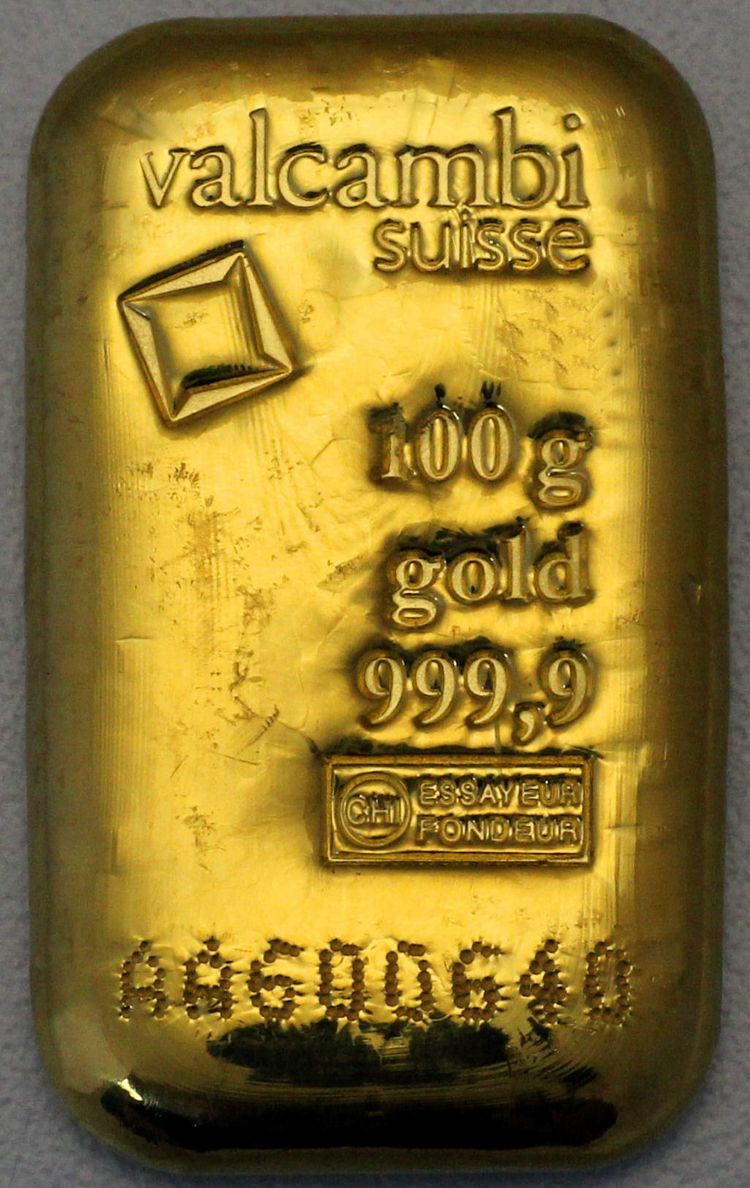 valcambi
suisse
100 g
gold
999,9
CHI ESSAYEUR
FONDEUR
AA600640